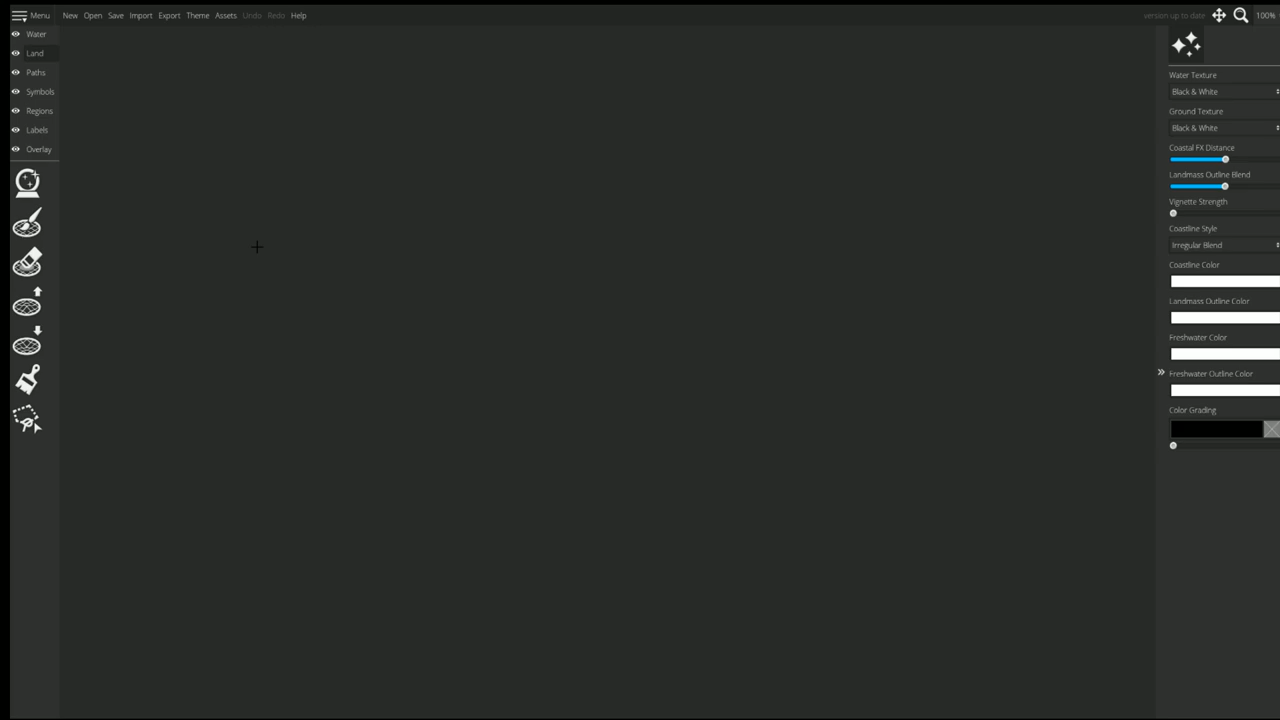 Menu New Open Save Import Export Theme Assets Undo Redo Help version up to date 100%
Water
Land
Paths
Symbols
Regions
Labels
Overlay
Water Texture
Black & White
Ground Texture
Black & White
Coastal FX Distance
Landmass Outline Blend
Vignette Strength
Coastline Style
Irregular Blend
Coastline Color
Landmass Outline Color
Freshwater Color
Freshwater Outline Color
Color Grading